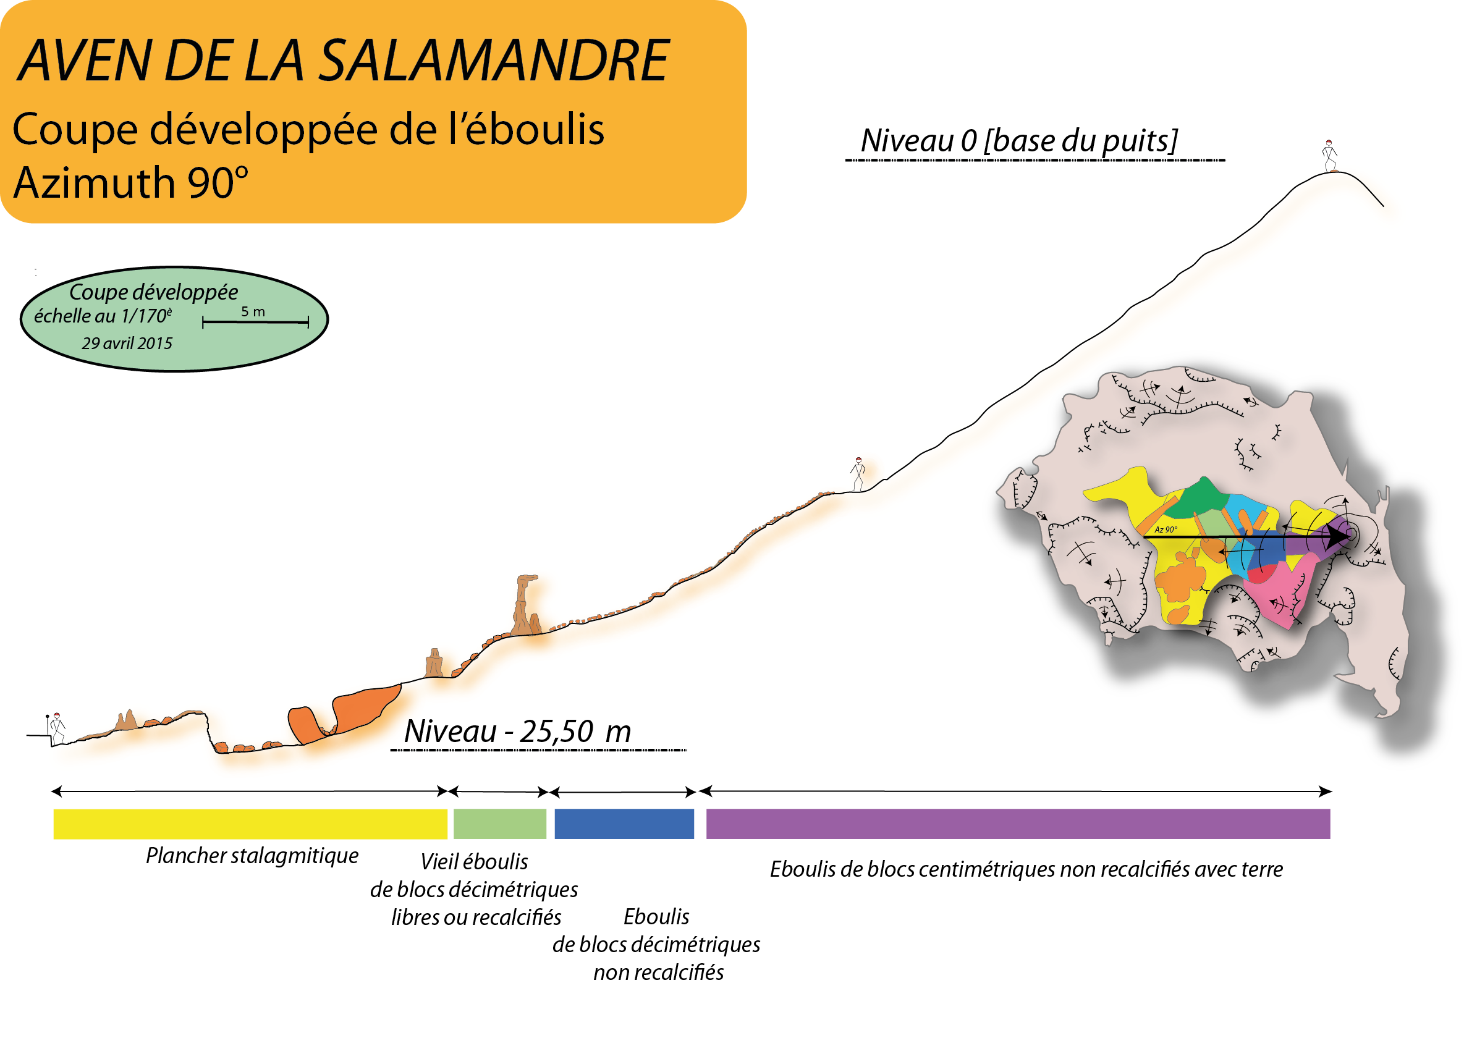 AVEN DE LA SALAMANDRE
Coupe développée de l'éboulis
Azimuth 90°
Niveau 0 [base du puits]
Coupe développée
échelle au 1/170è
5 m
29 avril 2015
Az 90°
Niveau - 25,50 m
Plancher stalagmitique
Vieil éboulis
de blocs décimétriques
libres ou recalcifiés
Eboulis
de blocs décimétriques
non recalcifiés
Eboulis de blocs centimétriques non recalcifiés avec terre